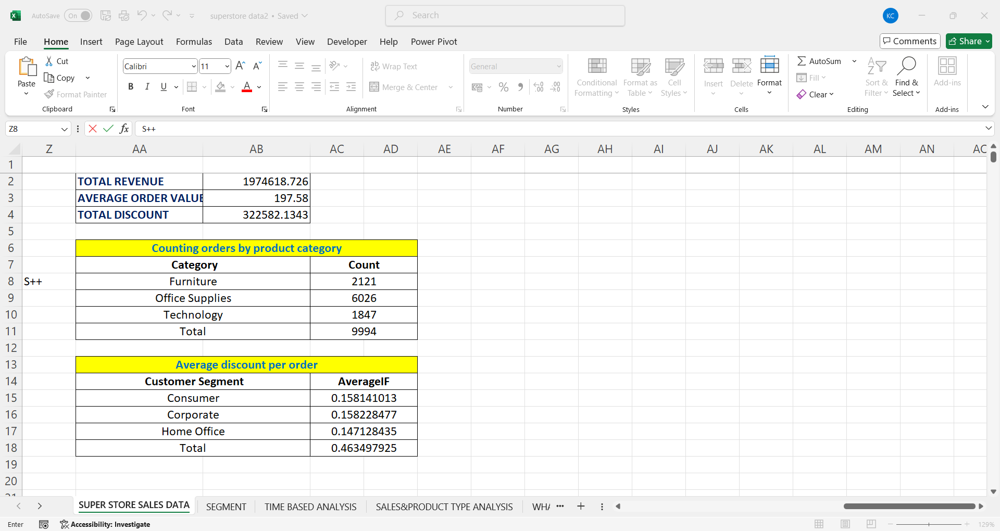 AutoSave On superstore data2 • Saved Search KC
File Home Insert Page Layout Formulas Data Review View Developer Help Power Pivot Comments Share
Paste Cut Copy Format Painter Clipboard
Calibri 11 A A B I U A Font
ab Wrap Text Merge & Center Alignment
General % Number
Conditional Formatting Format as Table Cell Styles Styles
Insert Delete Format Cells
AutoSum Fill Clear Sort & Filter Find & Select Editing
Add-ins Add-ins
Z8 fx S++
Z AA AB AC AD AE AF AG AH AI AJ AK AL AM AN AO
1
2 TOTAL REVENUE 1974618.726
3 AVERAGE ORDER VALUE 197.58
4 TOTAL DISCOUNT 322582.1343
5
6 Counting orders by product category
7 Category Count
8 S++ Furniture 2121
9 Office Supplies 6026
10 Technology 1847
11 Total 9994
12
13 Average discount per order
14 Customer Segment AverageIF
15 Consumer 0.158141013
16 Corporate 0.158228477
17 Home Office 0.147128435
18 Total 0.463497925
19
20
21
SUPER STORE SALES DATA SEGMENT TIME BASED ANALYSIS SALES&PRODUCT TYPE ANALYSIS WHA ···
Enter Accessibility: Investigate 129%